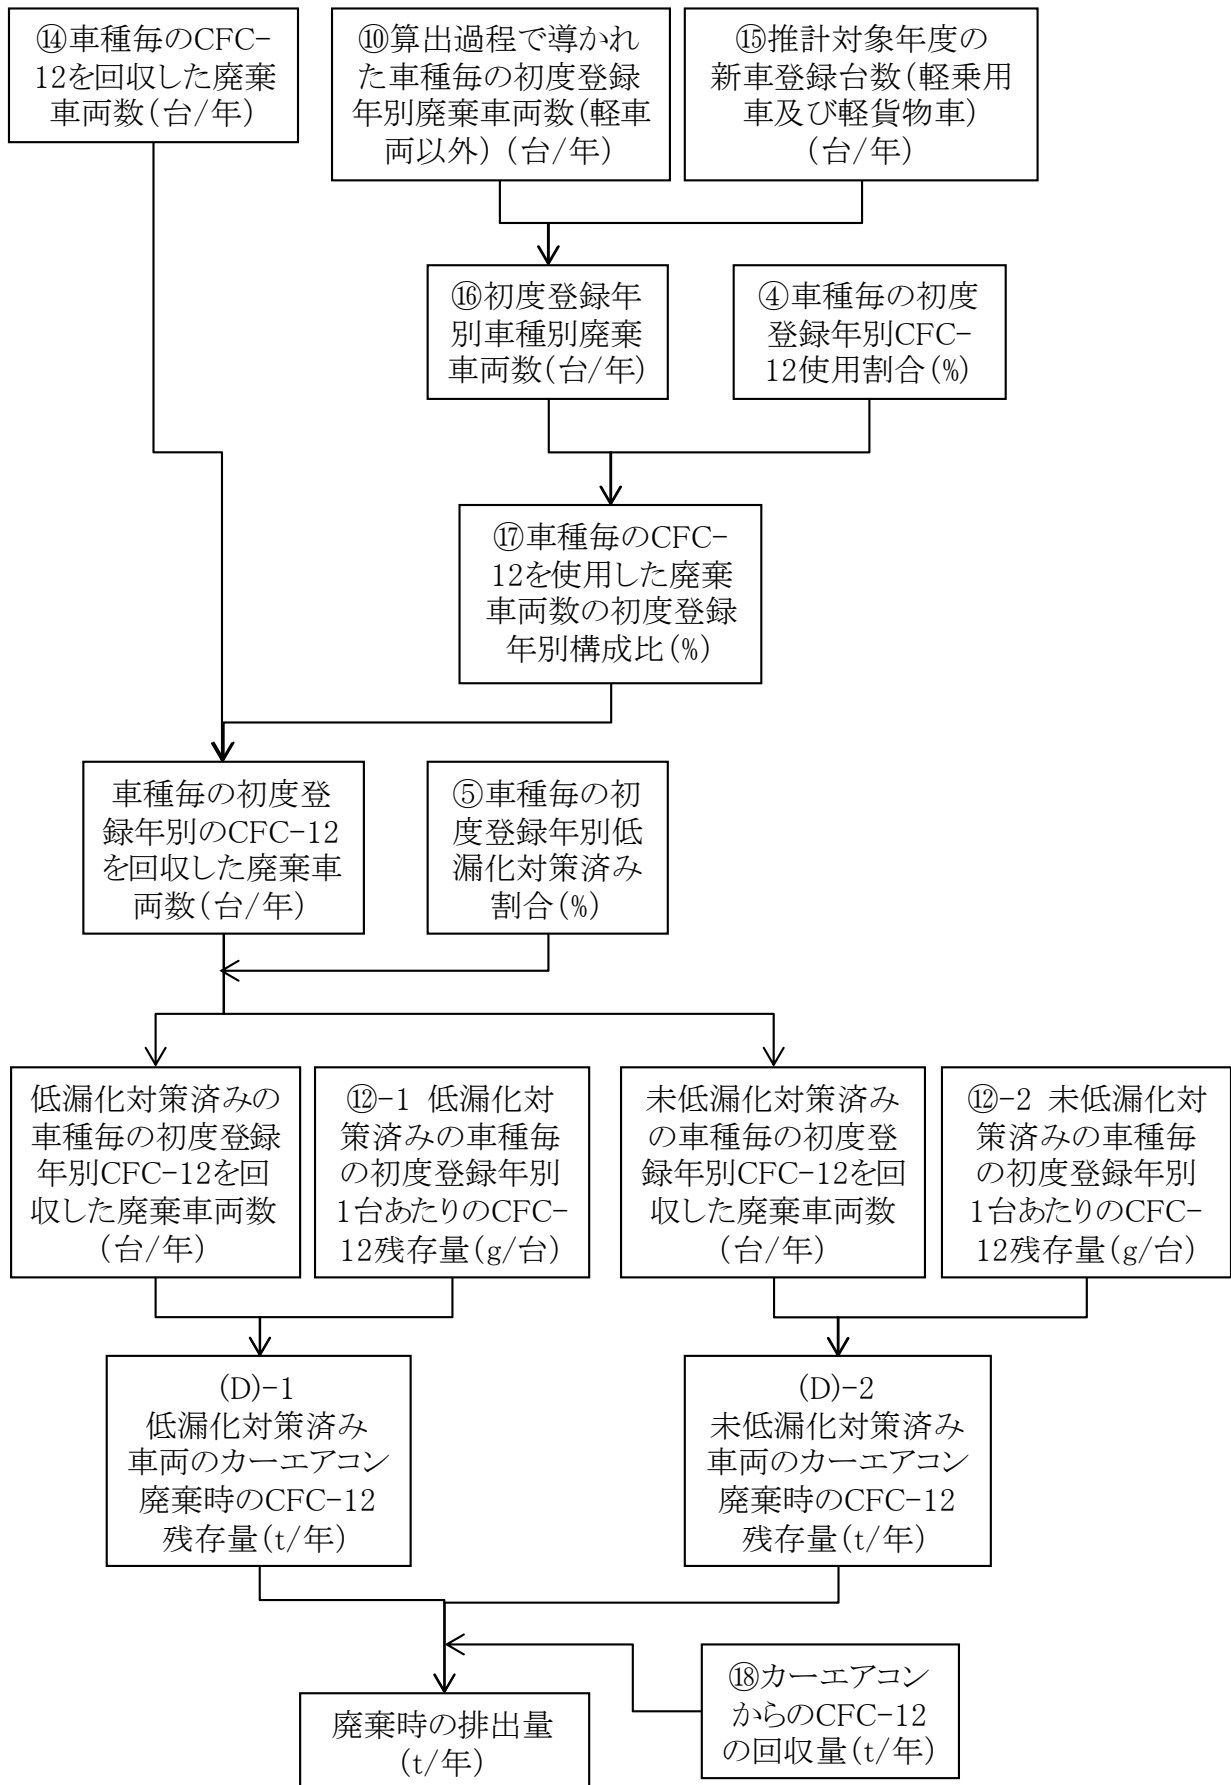 ⑭車種毎のCFC-
12を回収した廃棄
車両数(台/年)
⑩算出過程で導かれ
た車種毎の初度登録
年別廃棄車両数(軽車
両以外) (台/年)
⑮推計対象年度の
新車登録台数(軽乗用
車及び軽貨物車)
(台/年)
⑯初度登録年
別車種別廃棄
車両数(台/年)
④車種毎の初度
登録年別CFC-
12使用割合(%)
⑰車種毎のCFC-
12を使用した廃棄
車両数の初度登録
年別構成比(%)
車種毎の初度登
録年別のCFC-12
を回収した廃棄車
両数(台/年)
⑤車種毎の初
度登録年別低
漏化対策済み
割合(%)
低漏化対策済みの
車種毎の初度登録
年別CFC-12を回
収した廃棄車両数
(台/年)
⑫-1 低漏化対
策済みの車種毎
の初度登録年別
1台あたりのCFC-
12残存量(g/台)
未低漏化対策済み
の車種毎の初度登
録年別CFC-12を回
収した廃棄車両数
(台/年)
⑫-2 未低漏化対
策済みの車種毎
の初度登録年別
1台あたりのCFC-
12残存量(g/台)
(D)-1
低漏化対策済み
車両のカーエアコン
廃棄時のCFC-12
残存量(t/年)
(D)-2
未低漏化対策済み
車両のカーエアコン
廃棄時のCFC-12
残存量(t/年)
⑱カーエアコン
からのCFC-12
の回収量(t/年)
廃棄時の排出量
(t/年)